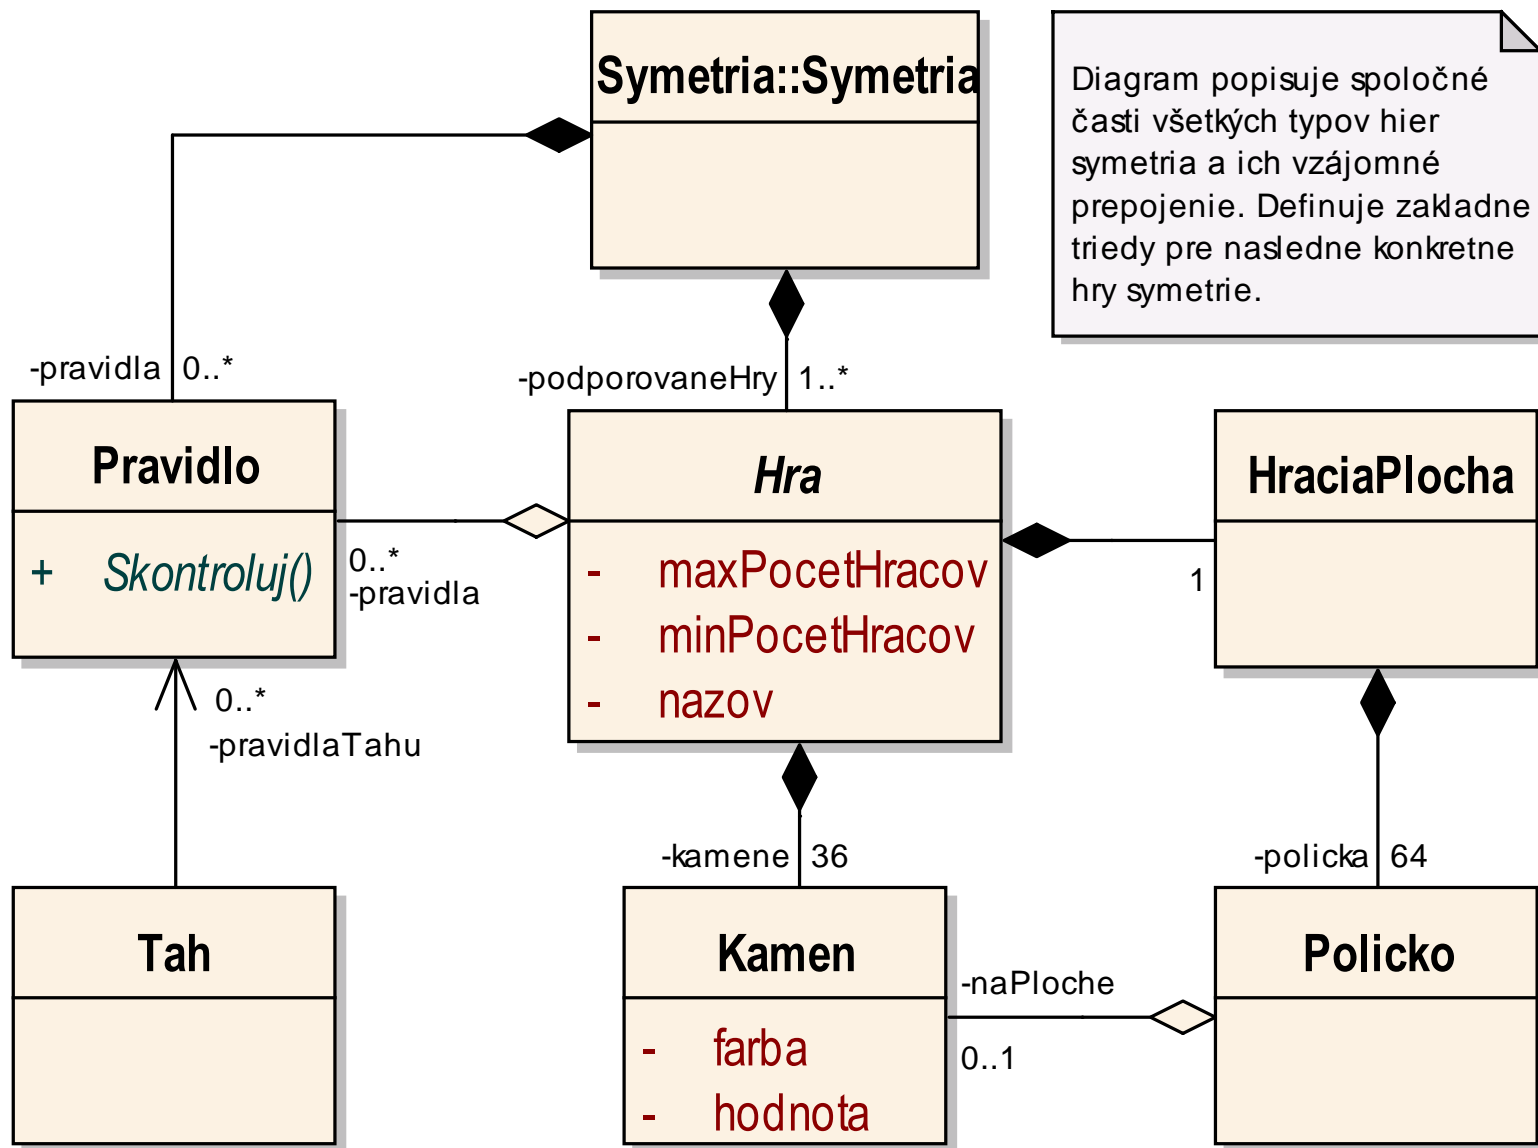 Symetria::Symetria
Diagram popisuje spoločné
časti všetkých typov hier
symetria a ich vzájomné
prepojenie. Definuje zakladne
triedy pre nasledne konkretne
hry symetrie.
-pravidla 0..*
-podporovaneHry 1..*
Pravidlo
+ Skontroluj()
Hra
- maxPocetHracov
- minPocetHracov
- nazov
HraciaPlocha
0..*
-pravidla
1
0..*
-pravidlaTahu
-kamene 36
-policka 64
Tah
Kamen
- farba
- hodnota
Policko
-naPloche
0..1